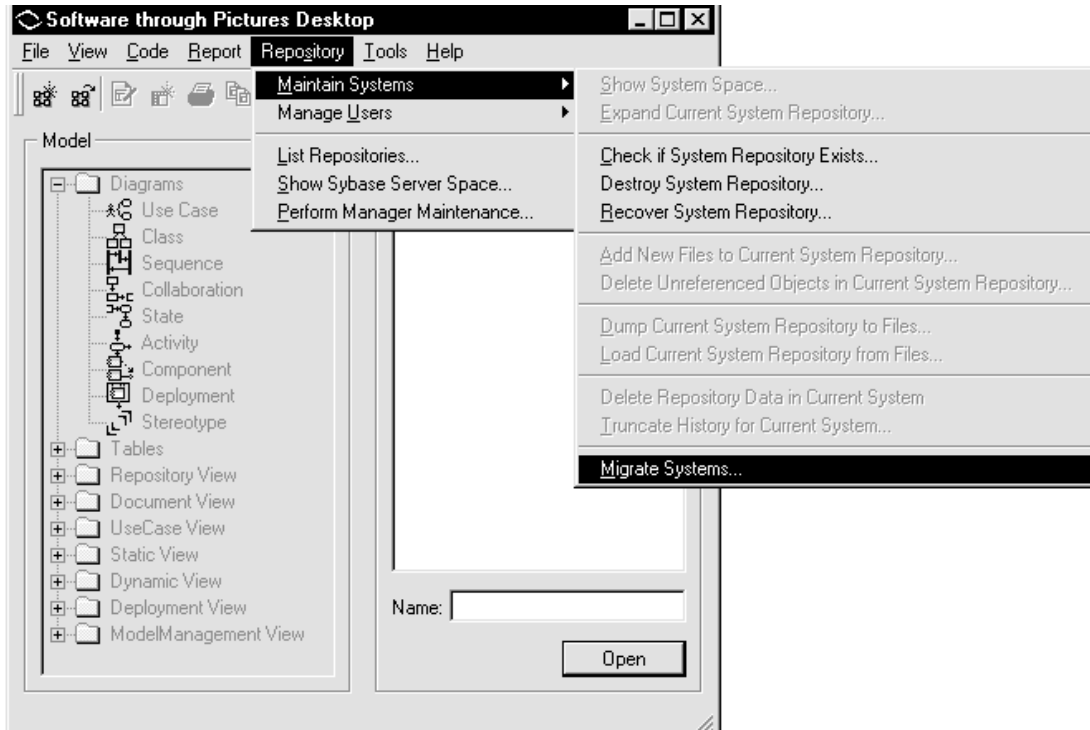 Software through Pictures Desktop
File View Code Report Repository Tools Help
Maintain Systems
Manage Users
List Repositories...
Show Sybase Server Space...
Perform Manager Maintenance...
Show System Space...
Expand Current System Repository...
Check if System Repository Exists...
Destroy System Repository...
Recover System Repository...
Add New Files to Current System Repository...
Delete Unreferenced Objects in Current System Repository...
Dump Current System Repository to Files...
Load Current System Repository from Files...
Delete Repository Data in Current System
Truncate History for Current System...
Migrate Systems...
Model
Diagrams
Use Case
Class
Sequence
Collaboration
State
Activity
Component
Deployment
Stereotype
Tables
Repository View
Document View
UseCase View
Static View
Dynamic View
Deployment View
ModelManagement View
Name:
Open